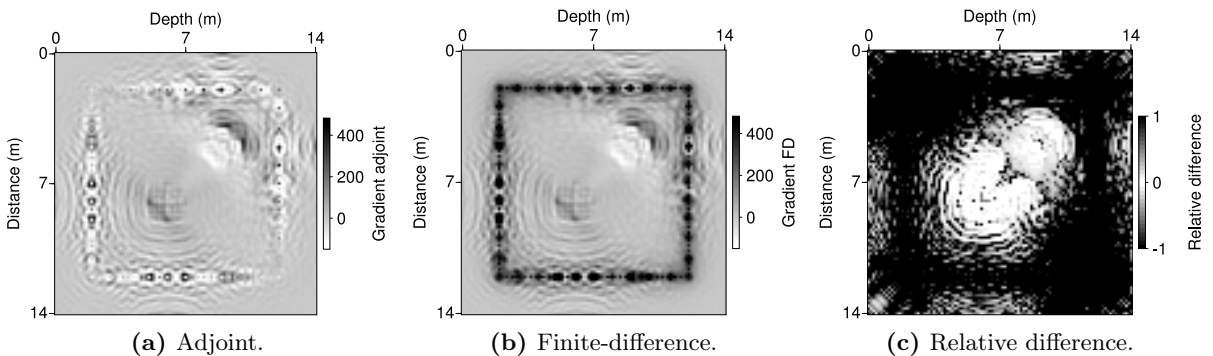 Depth (m)
0 7 14
0
7
14
Distance (m)
400
200
0
Gradient adjoint
(a) Adjoint.
Depth (m)
0 7 14
0
7
14
Distance (m)
400
200
0
Gradient FD
(b) Finite-difference.
Depth (m)
0 7 14
0
7
14
Distance (m)
1
0
-1
Relative difference
(c) Relative difference.